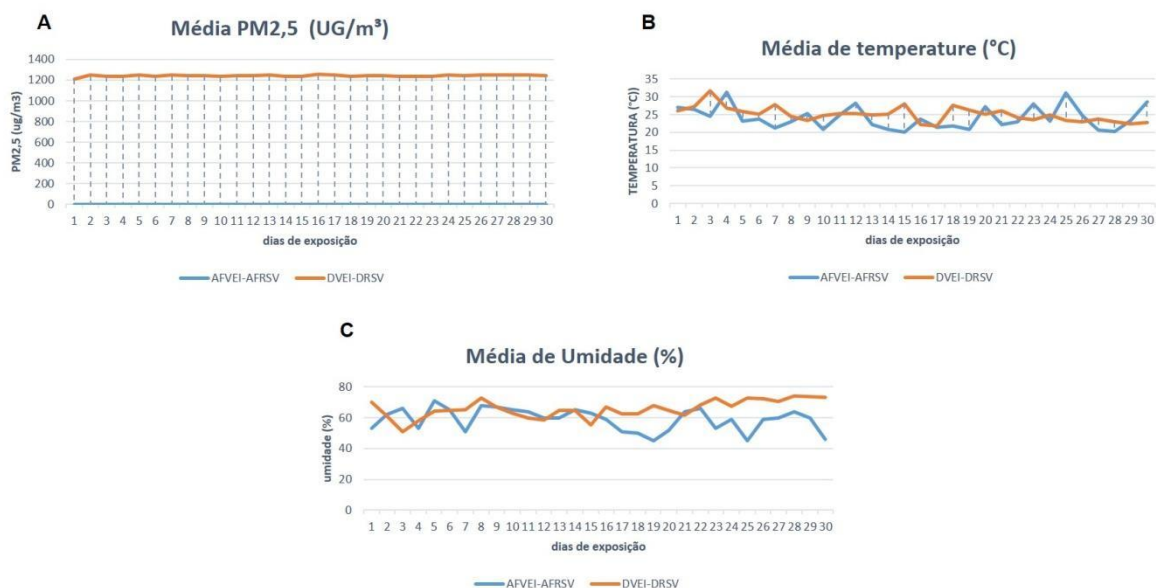 A
Média PM2,5 (UG/m³)
1400
1200
1000
800
600
400
200
0
PM2,5 (ug/m3)
1 2 3 4 5 6 7 8 9 10 11 12 13 14 15 16 17 18 19 20 21 22 23 24 25 26 27 28 29 30
dias de exposição
AFVEI-AFRSV DVEI-DRSV
B
Média de temperature (°C)
35
30
25
20
15
10
5
0
TEMPERATURA (°C))
1 2 3 4 5 6 7 8 9 10 11 12 13 14 15 16 17 18 19 20 21 22 23 24 25 26 27 28 29 30
dias de exposição
AFVEI-AFRSV DVEI-DRSV
C
Média de Umidade (%)
80
60
40
20
0
umidade (%)
1 2 3 4 5 6 7 8 9 10 11 12 13 14 15 16 17 18 19 20 21 22 23 24 25 26 27 28 29 30
dias de exposição
AFVEI-AFRSV DVEI-DRSV